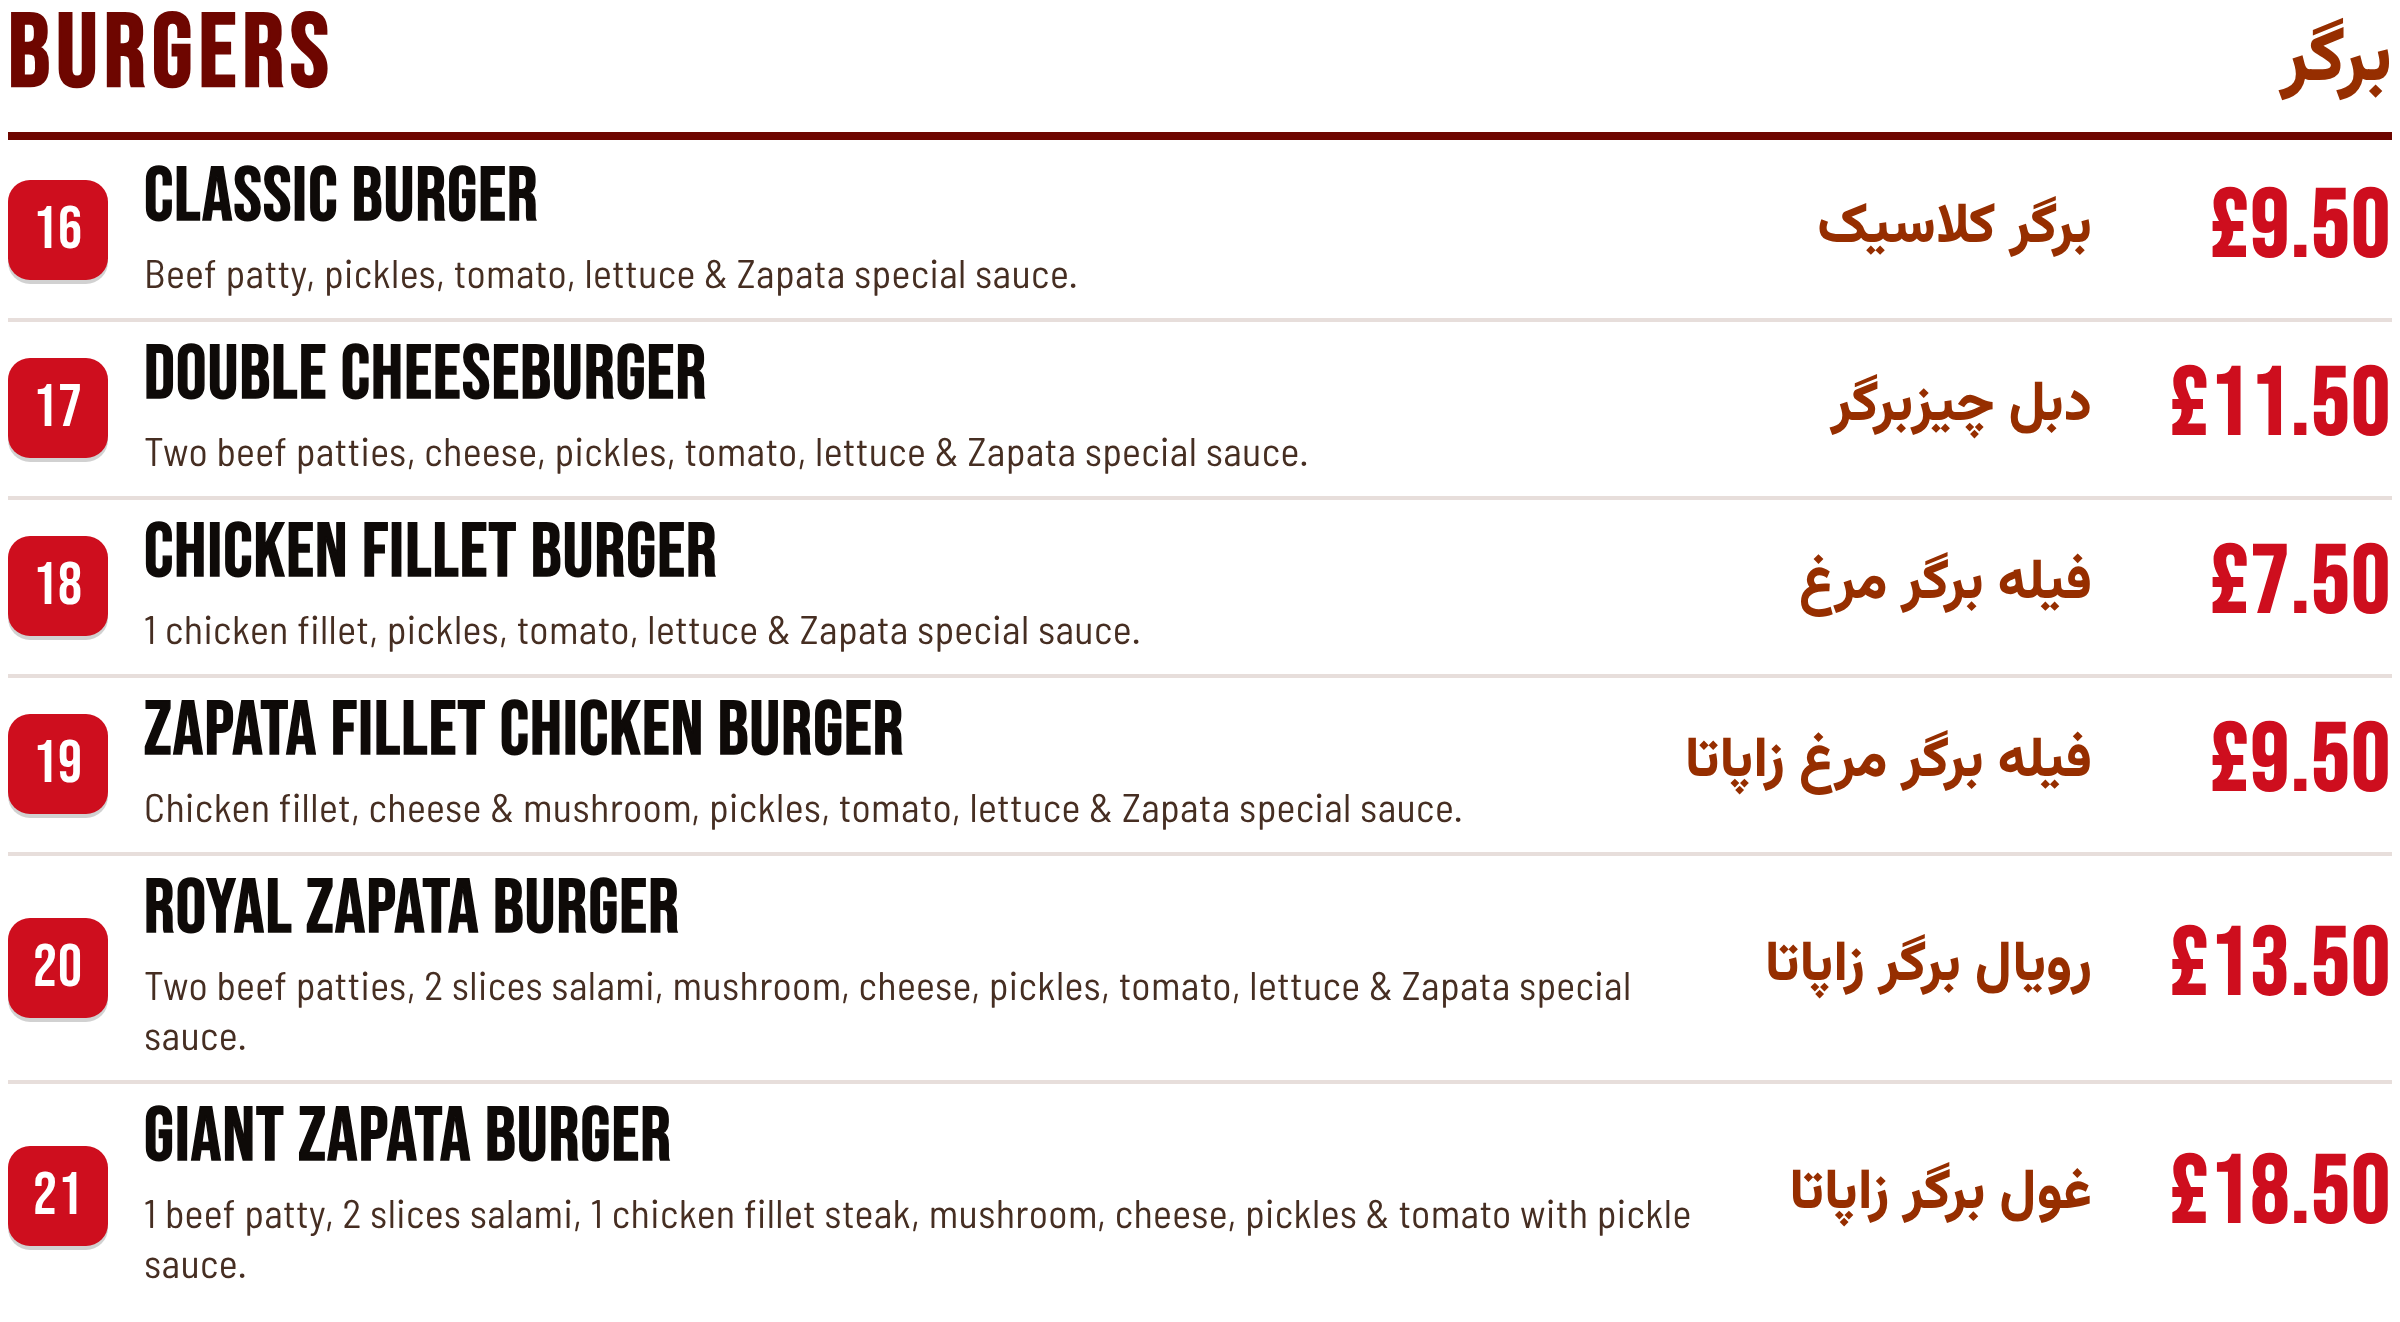 BURGERS برگر
16 CLASSIC BURGER برگر کلاسیک £9.50
Beef patty, pickles, tomato, lettuce & Zapata special sauce.
17 DOUBLE CHEESEBURGER دبل چیزبرگر £11.50
Two beef patties, cheese, pickles, tomato, lettuce & Zapata special sauce.
18 CHICKEN FILLET BURGER فیله برگر مرغ £7.50
1 chicken fillet, pickles, tomato, lettuce & Zapata special sauce.
19 ZAPATA FILLET CHICKEN BURGER فیله برگر مرغ زاپاتا £9.50
Chicken fillet, cheese & mushroom, pickles, tomato, lettuce & Zapata special sauce.
20 ROYAL ZAPATA BURGER رویال برگر زاپاتا £13.50
Two beef patties, 2 slices salami, mushroom, cheese, pickles, tomato, lettuce & Zapata special
sauce.
21 GIANT ZAPATA BURGER غول برگر زاپاتا £18.50
1 beef patty, 2 slices salami, 1 chicken fillet steak, mushroom, cheese, pickles & tomato with pickle
sauce.